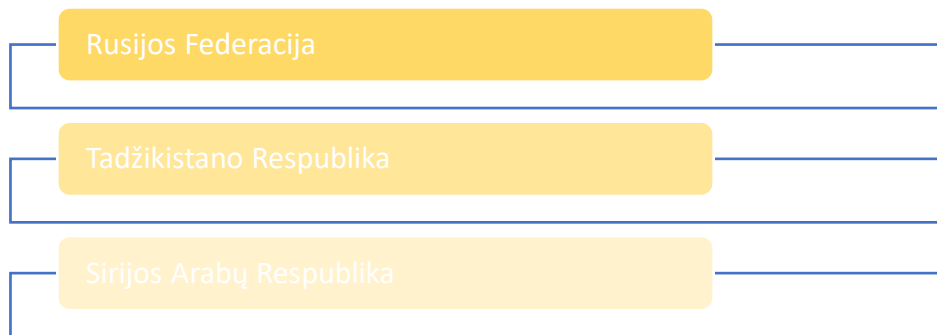 Rusijos Federacija
Tadžikistano Respublika
Sirijos Arabų Respublika